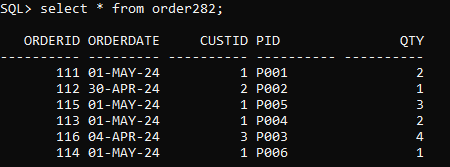 SQL> select * from order282;
ORDERID ORDERDATE CUSTID PID QTY
---------- --------- ---------- ---------- ----------
111 01-MAY-24 1 P001 2
112 30-APR-24 2 P002 1
115 01-MAY-24 1 P005 3
113 01-MAY-24 1 P004 2
116 04-APR-24 3 P003 4
114 01-MAY-24 1 P006 1